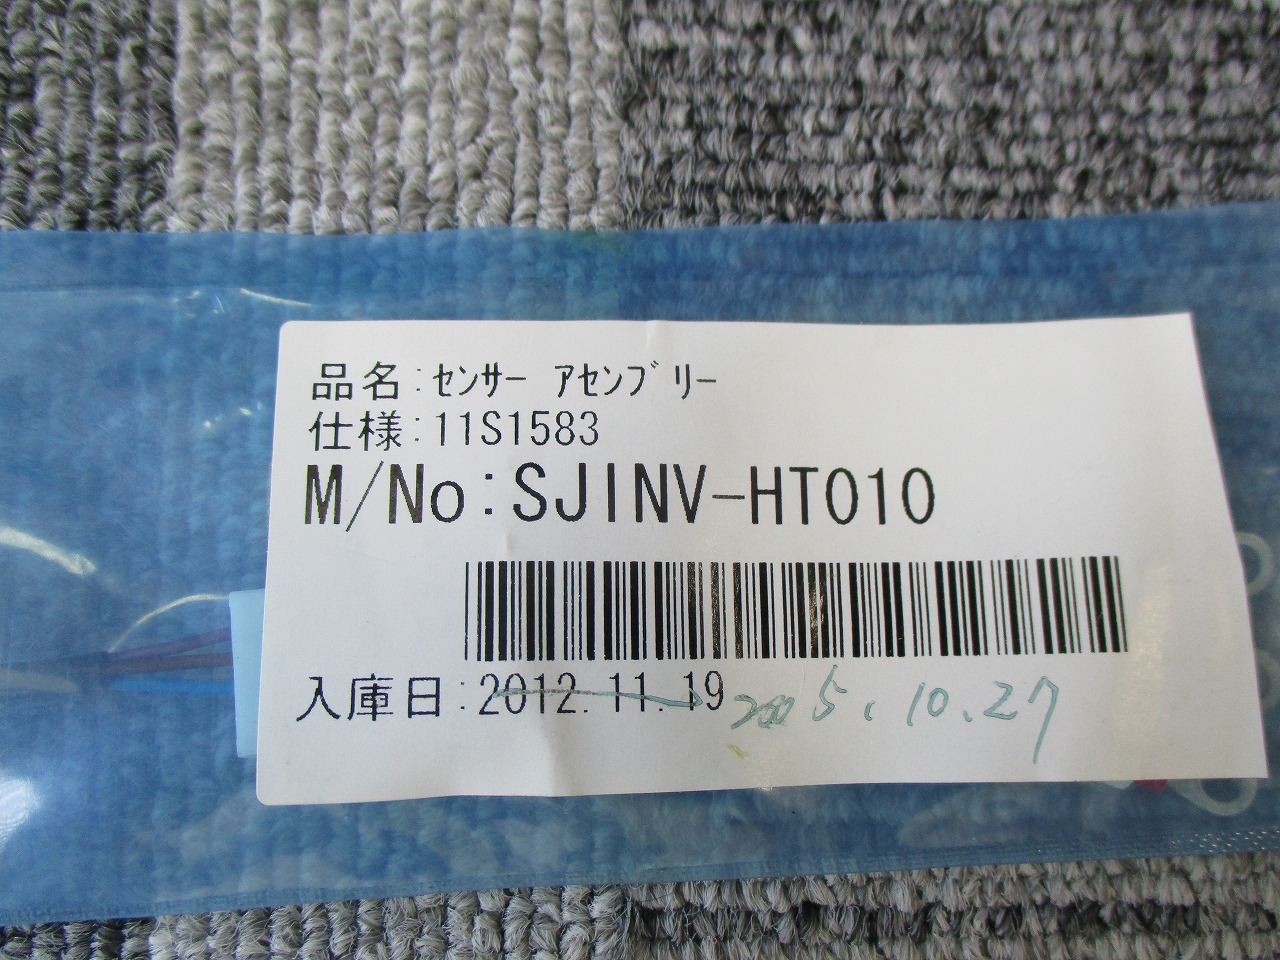 品名:ｾﾝｻｰ ｱｾﾝﾌﾞﾘｰ
仕様:11S1583
M/No:SJINV-HT010
入庫日:2012.11.19 2005.10.27